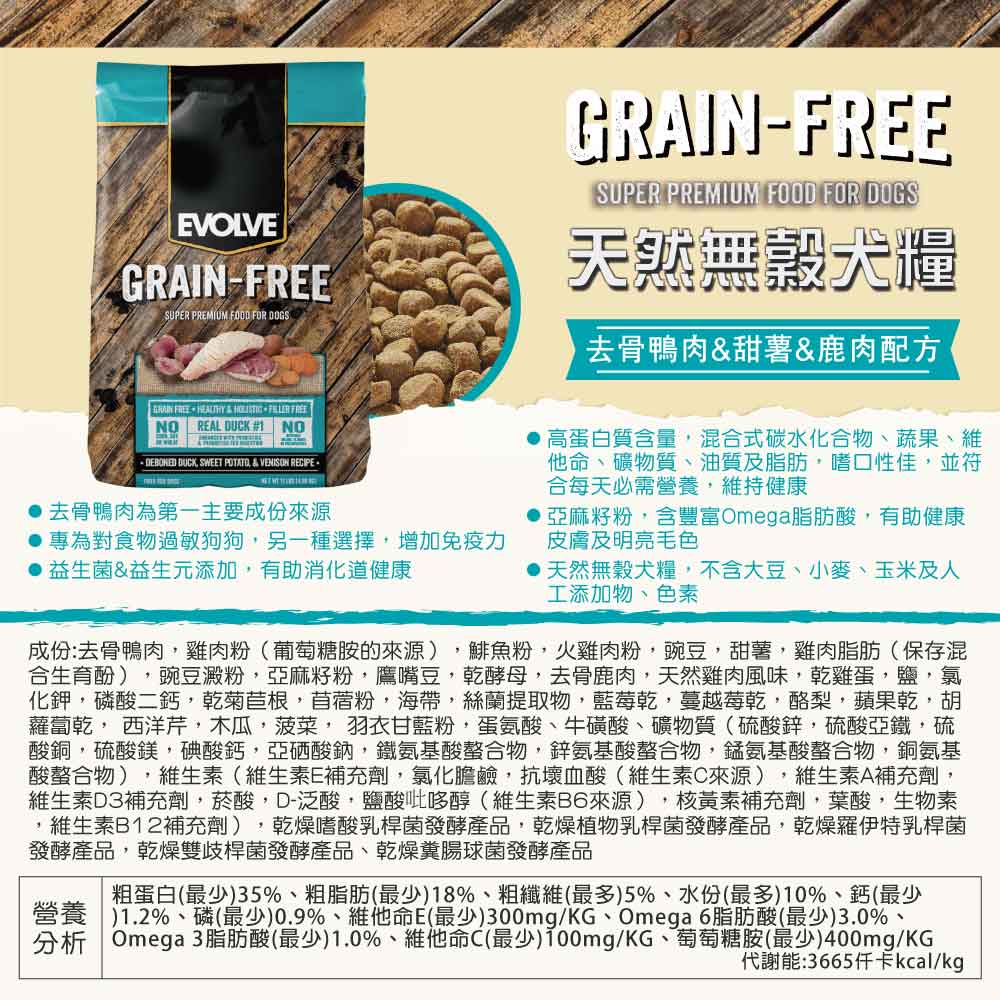 EVOLVE
GRAIN-FREE
SUPER PREMIUM FOOD FOR DOGS
GRAIN FREE • HEALTHY & HOLISTIC • FILLER FREE
NO
CORN, SOY
OR WHEAT
REAL DUCK #1
ENHANCED WITH PREBIOTICS
& PROBIOTICS FOR DIGESTION
NO
• DEBONED DUCK, SWEET POTATO, & VENISON RECIPE •
FOOD FOR DOGS
GRAIN-FREE
SUPER PREMIUM FOOD FOR DOGS
天然無穀犬糧
去骨鴨肉&甜薯&鹿肉配方
● 去骨鴨肉為第一主要成份來源
● 專為對食物過敏狗狗，另一種選擇，增加免疫力
● 益生菌&益生元添加，有助消化道健康
● 高蛋白質含量，混合式碳水化合物、蔬果、維
他命、礦物質、油質及脂肪，嗜口性佳，並符
合每天必需營養，維持健康
● 亞麻籽粉，含豐富Omega脂肪酸，有助健康
皮膚及明亮毛色
● 天然無穀犬糧，不含大豆、小麥、玉米及人
工添加物、色素
成份:去骨鴨肉，雞肉粉（葡萄糖胺的來源），鯡魚粉，火雞肉粉，豌豆，甜薯，雞肉脂肪（保存混
合生育酚），豌豆澱粉，亞麻籽粉，鷹嘴豆，乾酵母，去骨鹿肉，天然雞肉風味，乾雞蛋，鹽，氯
化鉀，磷酸二鈣，乾菊苣根，苜蓿粉，海帶，絲蘭提取物，藍莓乾，蔓越莓乾，酪梨，蘋果乾，胡
蘿蔔乾， 西洋芹，木瓜，菠菜， 羽衣甘藍粉，蛋氨酸、牛磺酸、礦物質（硫酸鋅，硫酸亞鐵，硫
酸銅，硫酸鎂，碘酸鈣，亞硒酸鈉，鐵氨基酸螯合物，鋅氨基酸螯合物，錳氨基酸螯合物，銅氨基
酸螯合物），維生素（維生素E補充劑，氯化膽鹼，抗壞血酸（維生素C來源），維生素A補充劑，
維生素D3補充劑，菸酸，D-泛酸，鹽酸吡哆醇（維生素B6來源），核黃素補充劑，葉酸，生物素
，維生素B12補充劑），乾燥嗜酸乳桿菌發酵產品，乾燥植物乳桿菌發酵產品，乾燥羅伊特乳桿菌
發酵產品，乾燥雙歧桿菌發酵產品、乾燥糞腸球菌發酵產品
營養
分析
粗蛋白(最少)35%、粗脂肪(最少)18%、粗纖維(最多)5%、水份(最多)10%、鈣(最少
)1.2%、磷(最少)0.9%、維他命E(最少)300mg/KG、Omega 6脂肪酸(最少)3.0%、
Omega 3脂肪酸(最少)1.0%、維他命C(最少)100mg/KG、萄萄糖胺(最少)400mg/KG
代謝能:3665仟卡kcal/kg